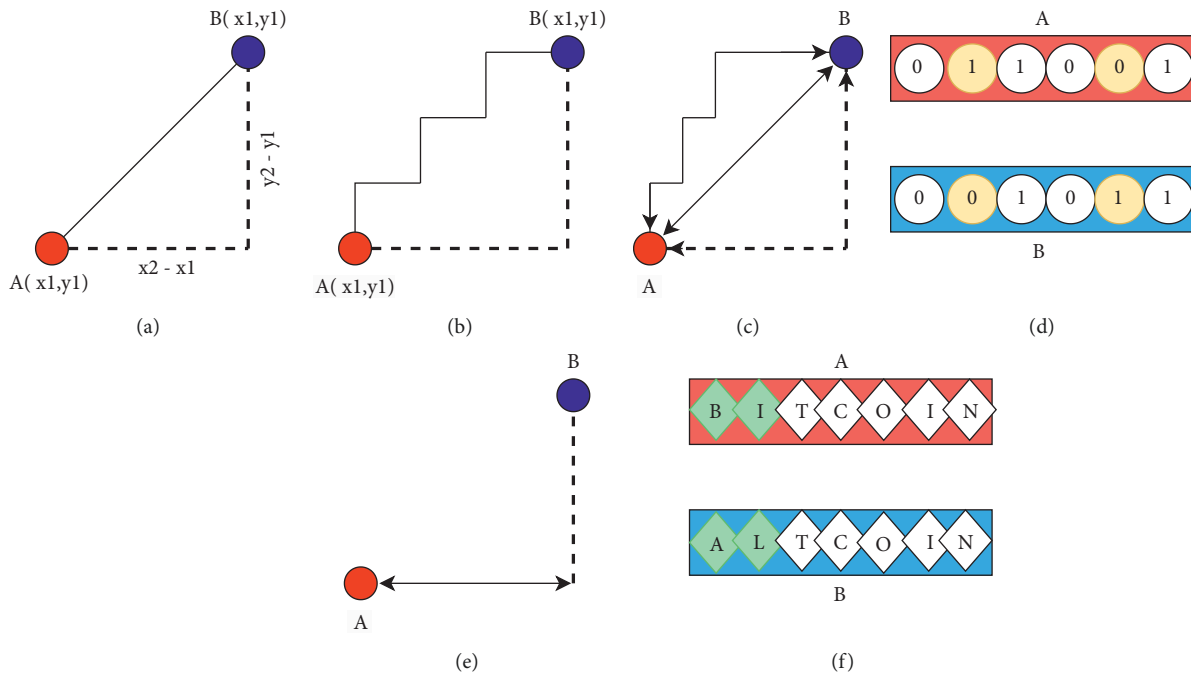 B( x1,y1)
y2 - y1
x2 - x1
A( x1,y1)
(a)
B( x1,y1)
A( x1,y1)
(b)
B
A
(c)
A
0 1 1 0 0 1
0 0 1 0 1 1
B
(d)
B
A
(e)
A
B I T C O I N
A L T C O I N
B
(f)